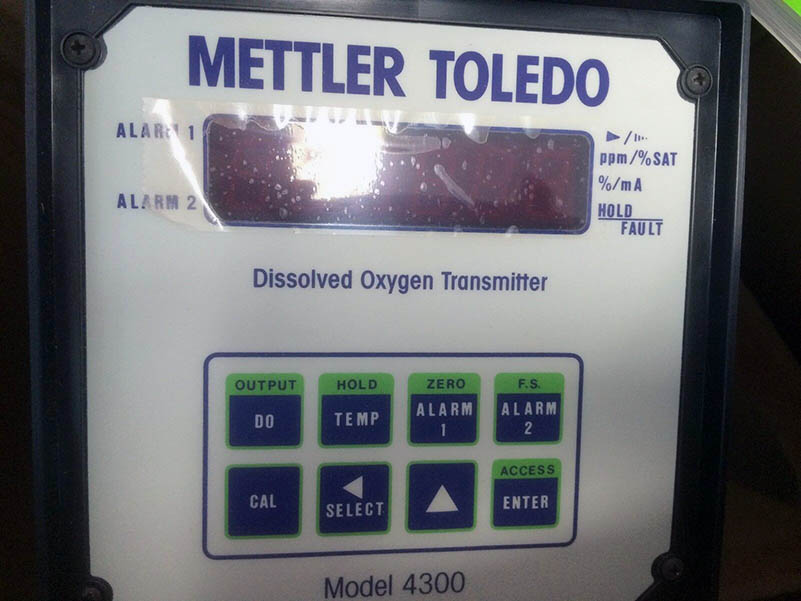 METTLER TOLEDO
ALARM 1
ALARM 2
ppm/%SAT
%/mA
HOLD
FAULT
Dissolved Oxygen Transmitter
OUTPUT
DO
HOLD
TEMP
ZERO
ALARM
1
F.S.
ALARM
2
CAL
SELECT
ACCESS
ENTER
Model 4300